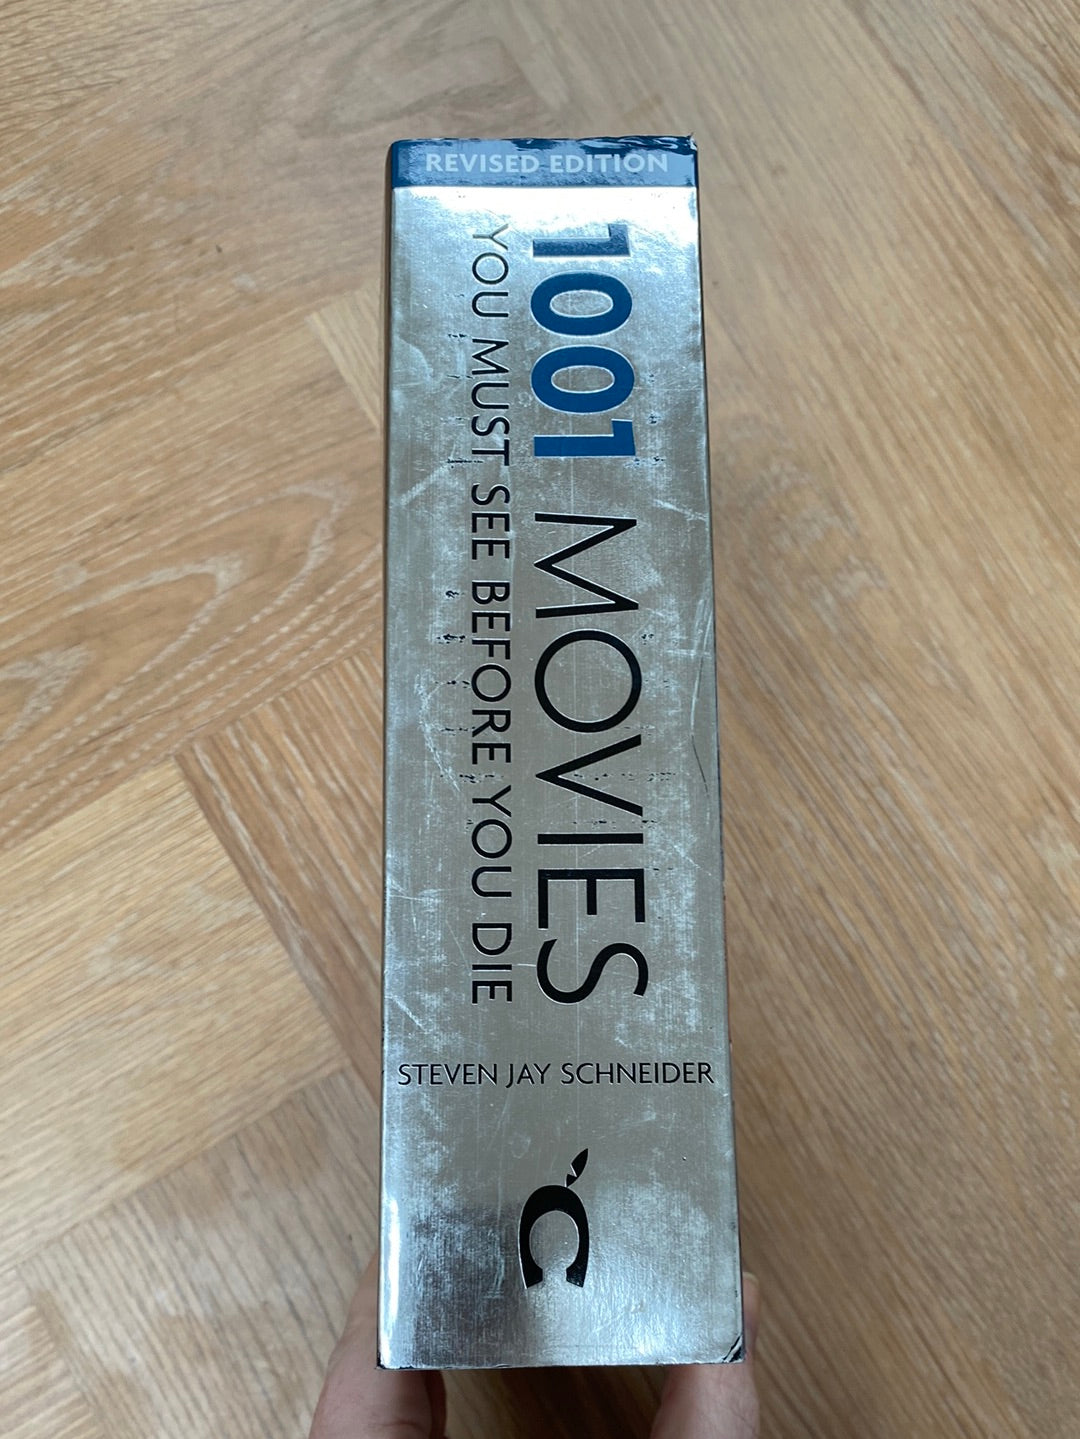 REVISED EDITION
1001 MOVIES
YOU MUST SEE BEFORE YOU DIE
STEVEN JAY SCHNEIDER
C